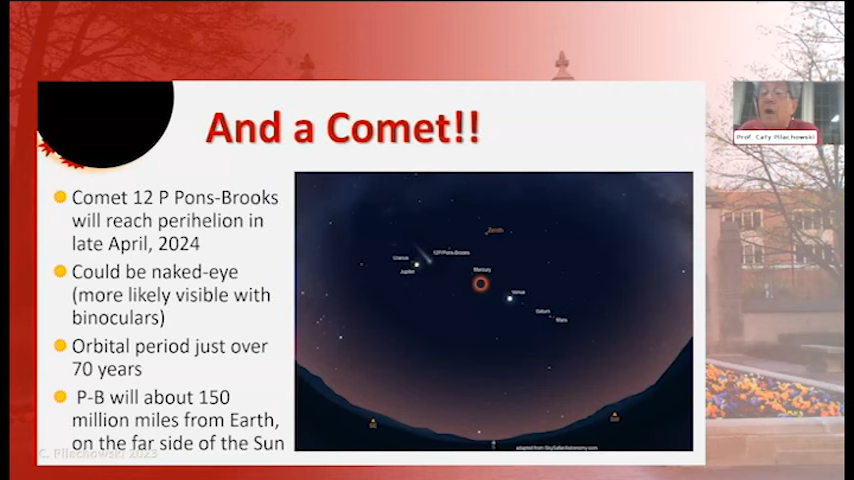 And a Comet!!
Comet 12 P Pons-Brooks
will reach perihelion in
late April, 2024
Could be naked-eye
(more likely visible with
binoculars)
Orbital period just over
70 years
P-B will about 150
million miles from Earth,
on the far side of the Sun
C. Pilachowski 2023
Zenith
12P/Pons-Brooks
Uranus
Jupiter
Mercury
Venus
Saturn
Mars
SE
S
SW
adapted from SkySafariAstronomy.com
Prof. Caty Pilachowski